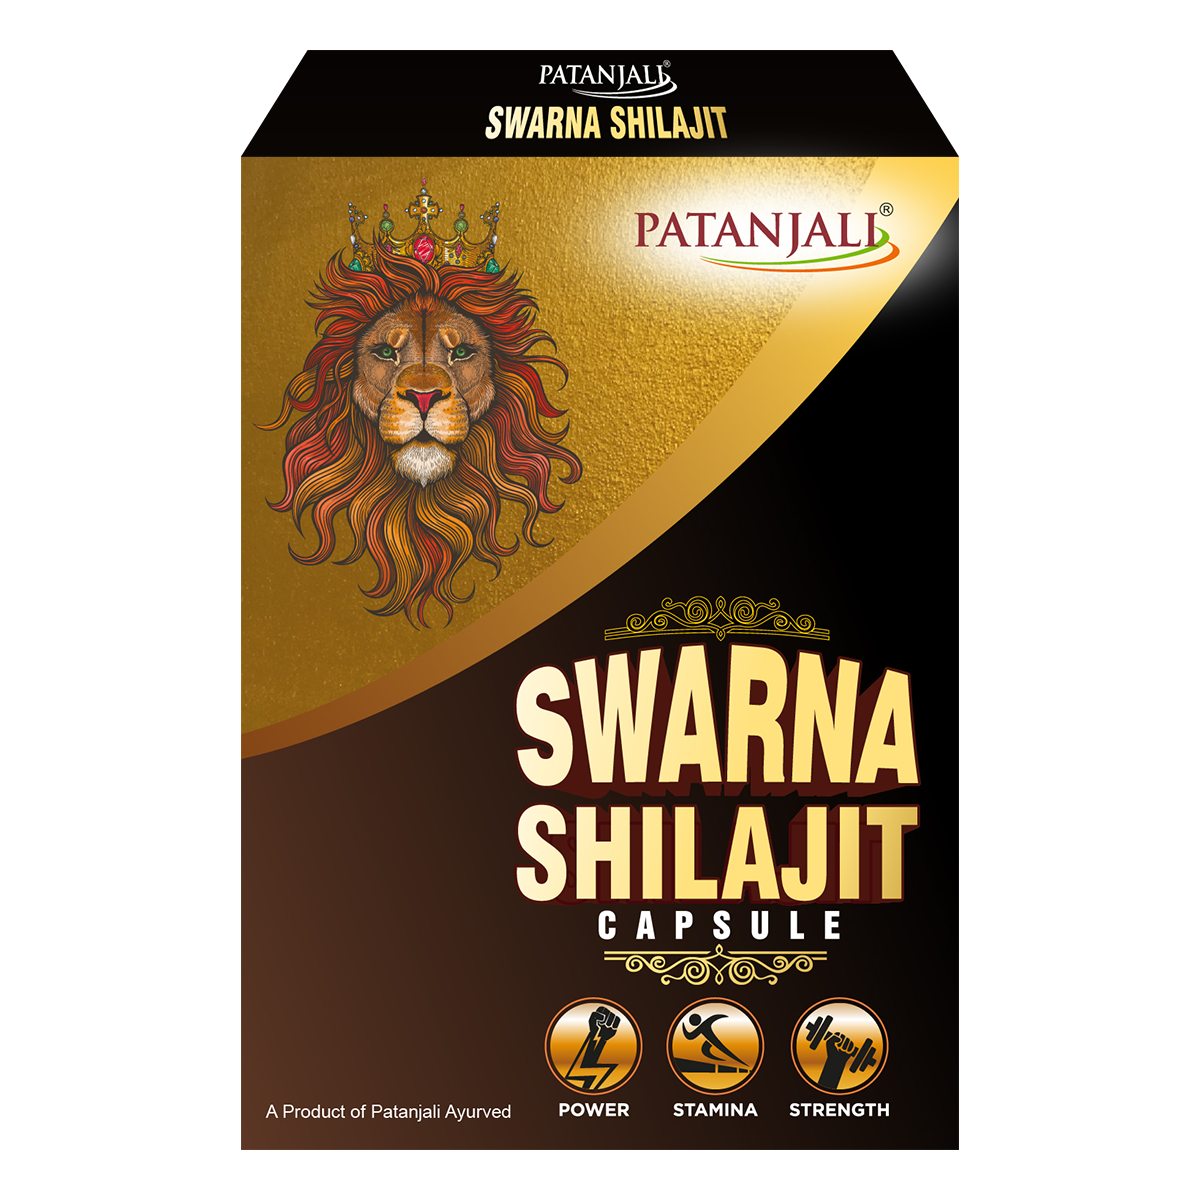 PATANJALI®
SWARNA SHILAJIT
PATANJALI®
SWARNA
SHILAJIT
CAPSULE
POWER
STAMINA
STRENGTH
A Product of Patanjali Ayurved